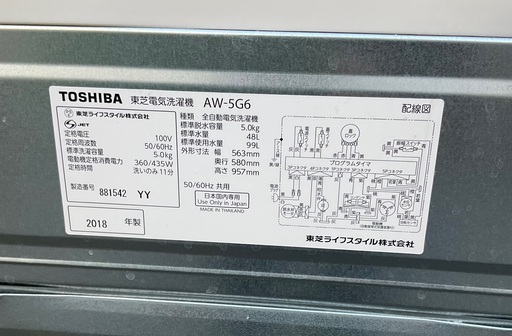 TOSHIBA 東芝電気洗濯機 AW-5G6
東芝ライフスタイル株式会社
JET
定格電圧 100V
定格周波数 50/60Hz
標準洗濯容量 5.0kg
電動機定格消費電力 360/435W
洗いのみ 11分
製造番号 881542 YY
2018 年製
種類 全自動電気洗濯機
標準脱水容量 5.0kg
標準水量 48L
標準使用水量 99L
外形寸法 幅 563mm
奥行 580mm
高さ 957mm
50/60Hz 共用
日本国内専用
Use Only in Japan
MADE IN THAILAND
配線図
蓋
ロック
プログラムタイマ
東芝ライフスタイル株式会社